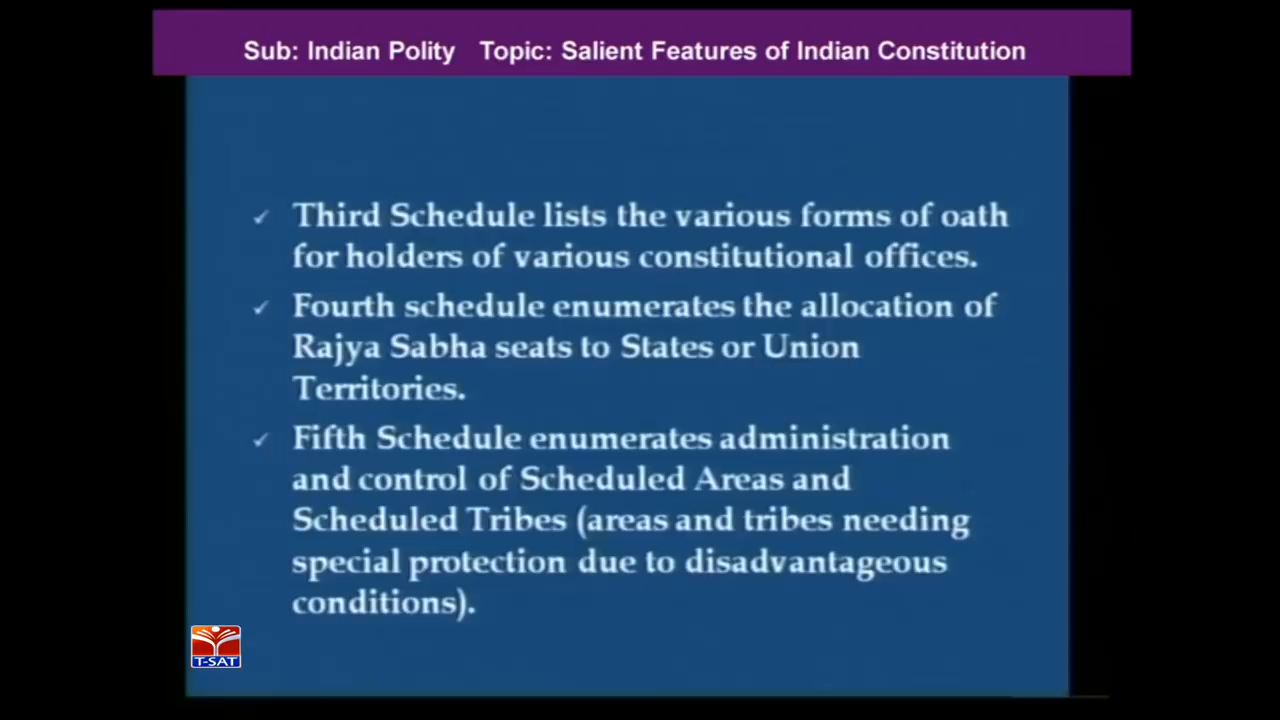 Sub: Indian Polity Topic: Salient Features of Indian Constitution
✓ Third Schedule lists the various forms of oath
for holders of various constitutional offices.
✓ Fourth schedule enumerates the allocation of
Rajya Sabha seats to States or Union
Territories.
✓ Fifth Schedule enumerates administration
and control of Scheduled Areas and
Scheduled Tribes (areas and tribes needing
special protection due to disadvantageous
conditions).
T-SAT